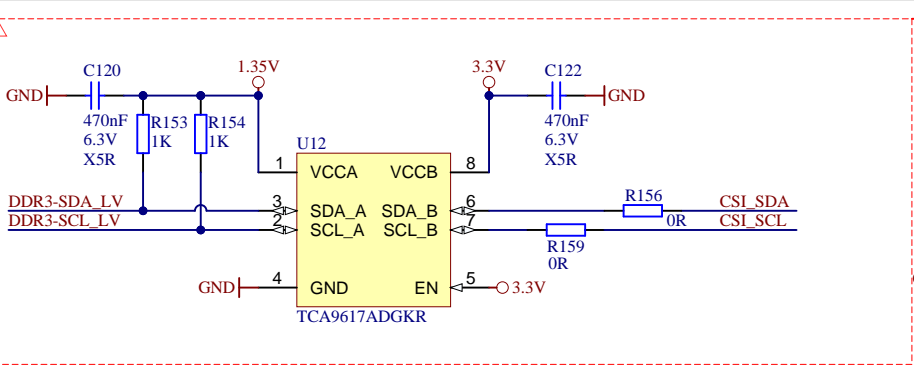 C120
1.35V
3.3V
C122
GND
GND
470nF
6.3V
X5R
R153
1K
R154
1K
470nF
6.3V
X5R
U12
1
VCCA
VCCB
8
DDR3-SDA_LV
3
SDA_A
SDA_B
6
R156
0R
CSI_SDA
DDR3-SCL_LV
2
SCL_A
SCL_B
7
R159
0R
CSI_SCL
GND
4
GND
EN
5
3.3V
TCA9617ADGKR